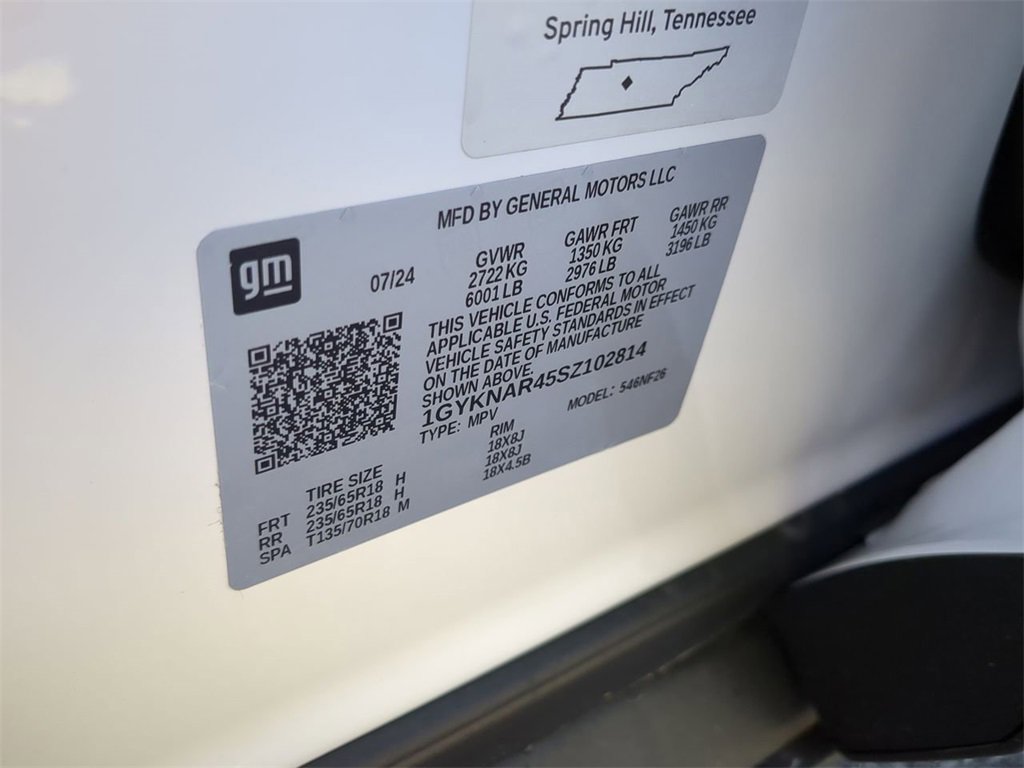 Spring Hill, Tennessee
MFD BY GENERAL MOTORS LLC
gm
07/24
GVWR
2722 KG
6001 LB
GAWR FRT
1350 KG
2976 LB
GAWR RR
1450 KG
3196 LB
THIS VEHICLE CONFORMS TO ALL
APPLICABLE U.S. FEDERAL MOTOR
VEHICLE SAFETY STANDARDS IN EFFECT
ON THE DATE OF MANUFACTURE
SHOWN ABOVE.
1GYKNAR45SZ102814
TYPE: MPV
MODEL: 546NF26
TIRE SIZE RIM
FRT 235/65R18 H 18X8J
RR 235/65R18 H 18X8J
SPA T135/70R18 M 18X4.5B